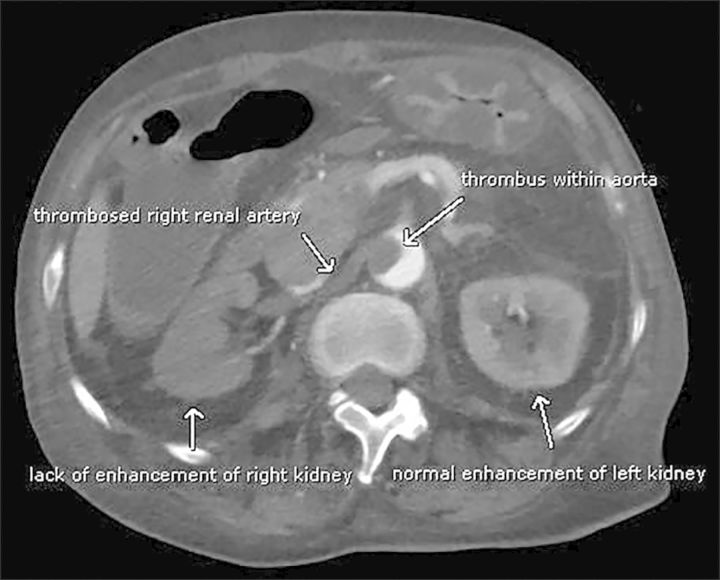 thrombus within aorta
thrombosed right renal artery
lack of enhancement of right kidney
normal enhancement of left kidney